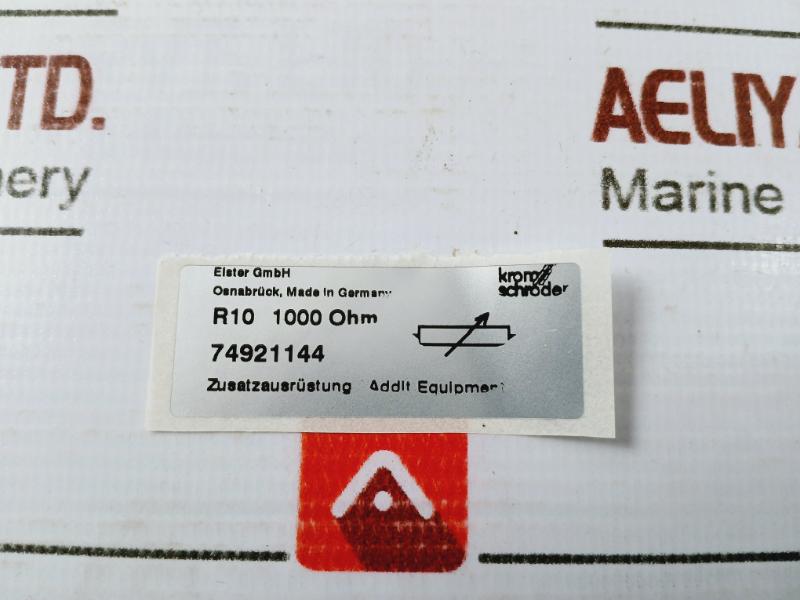 TD.
AELIY
ery
Marine
Elster GmbH
Osnabrück, Made in Germany
krom
schröder
R10 1000 Ohm
74921144
Zusatzausrüstung Addit Equipment